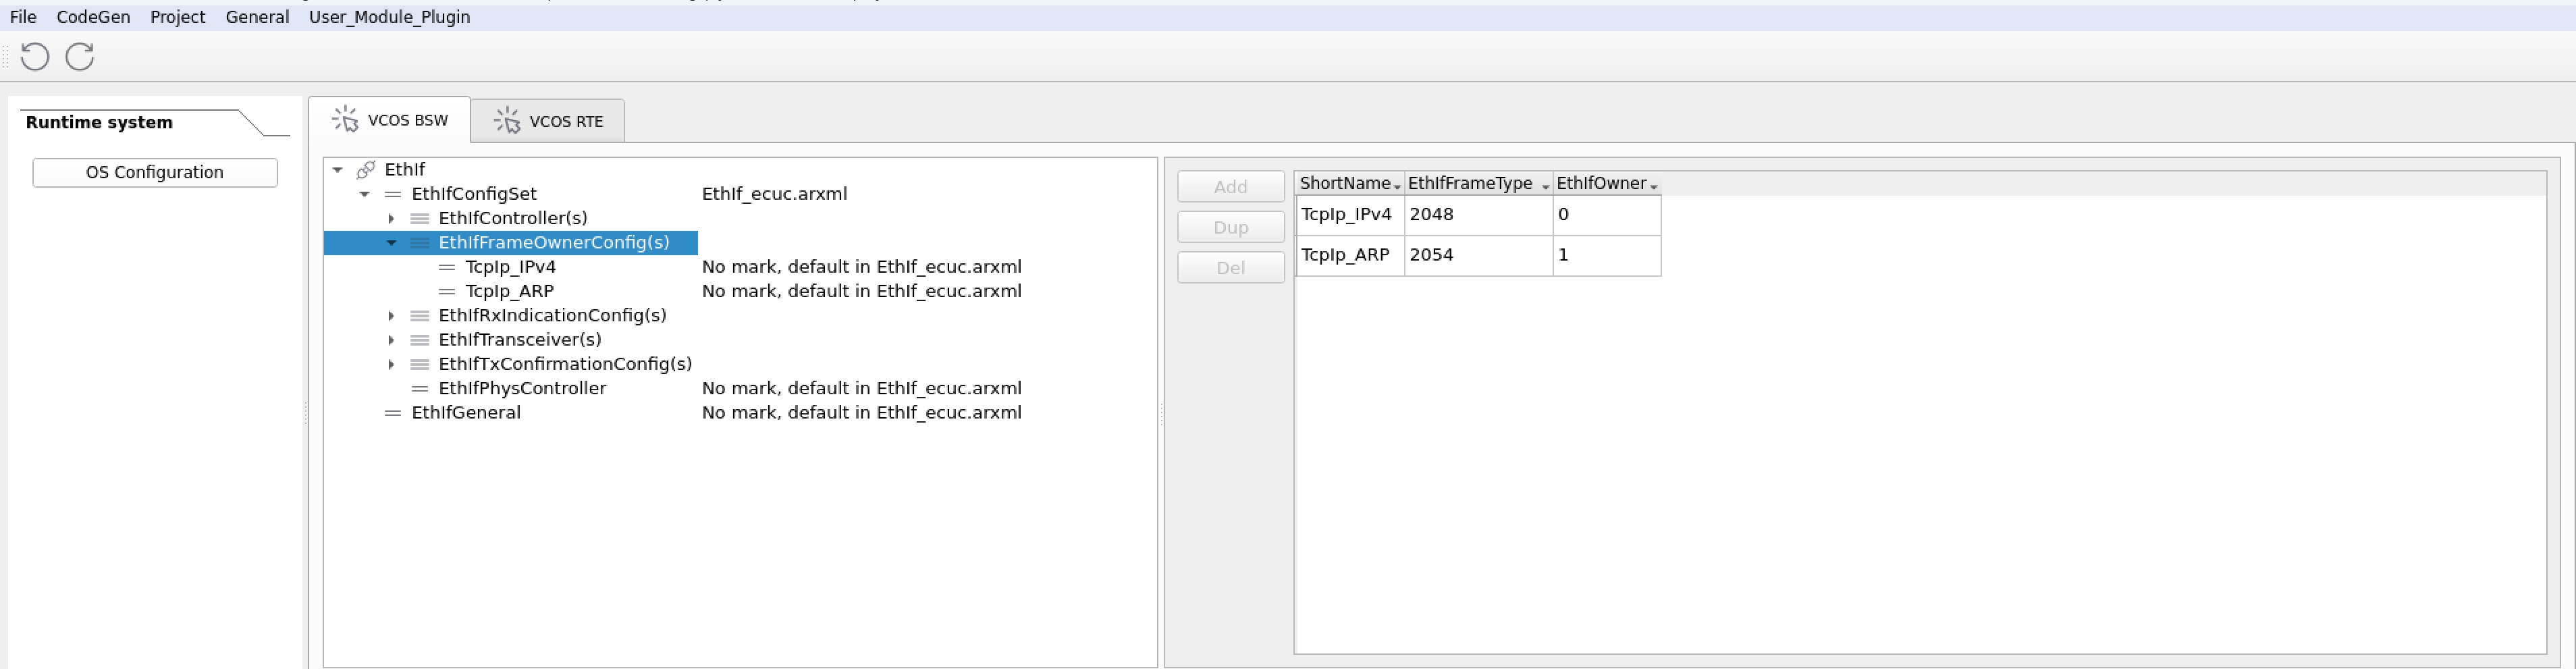 File CodeGen Project General User_Module_Plugin
Runtime system
OS Configuration
VCOS BSW VCOS RTE
EthIf
EthIfConfigSet EthIf_ecuc.arxml
EthIfController(s)
EthIfFrameOwnerConfig(s)
TcpIp_IPv4 No mark, default in EthIf_ecuc.arxml
TcpIp_ARP No mark, default in EthIf_ecuc.arxml
EthIfRxIndicationConfig(s)
EthIfTransceiver(s)
EthIfTxConfirmationConfig(s)
EthIfPhysController No mark, default in EthIf_ecuc.arxml
EthIfGeneral No mark, default in EthIf_ecuc.arxml
Add
Dup
Del
ShortName EthIfFrameType EthIfOwner
TcpIp_IPv4 2048 0
TcpIp_ARP 2054 1